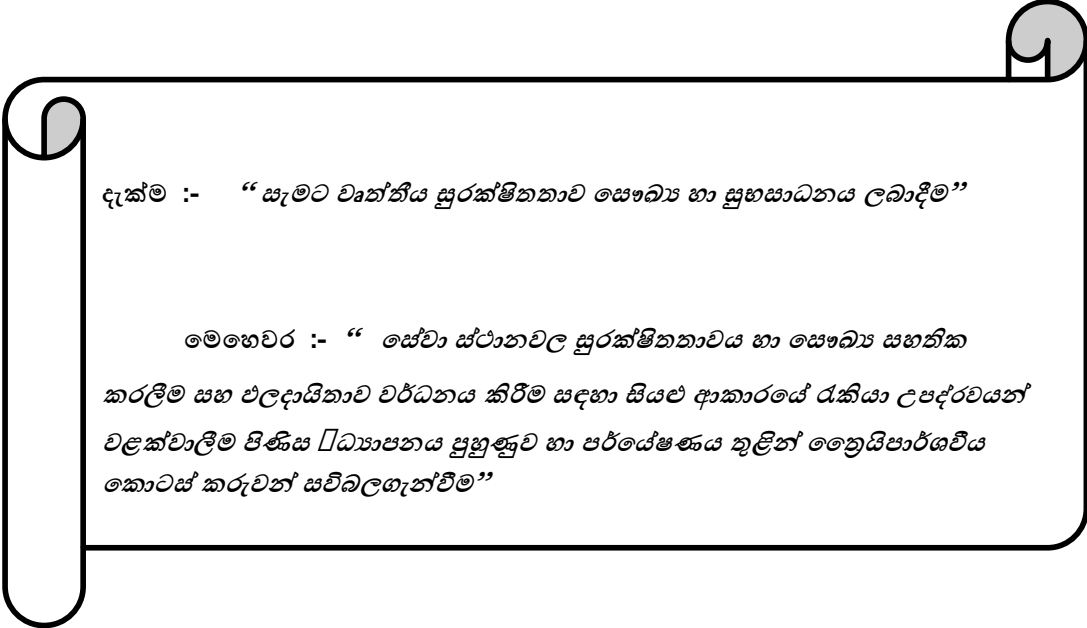 දැක්ම :- “ සැමට වෘත්තීය සුරක්ෂිතතාව සෞඛ්‍ය හා සුභසාධනය ලබාදීම”
මෙහෙවර :- “ සේවා ස්ථානවල සුරක්ෂිතතාවය හා සෞඛ්‍ය සහතික
කරලීම සහ ඵලදායිතාව වර්ධනය කිරීම සඳහා සියළු ආකාරයේ රැකියා උපද්රවයන්
වළක්වාලීම පිණිස ධ්‍යාපනය පුහුණුව හා පර්යේෂණය තුළින් ත්‍රෛයිපාර්ශවීය
කොටස් කරුවන් සවිබලගැන්වීම”